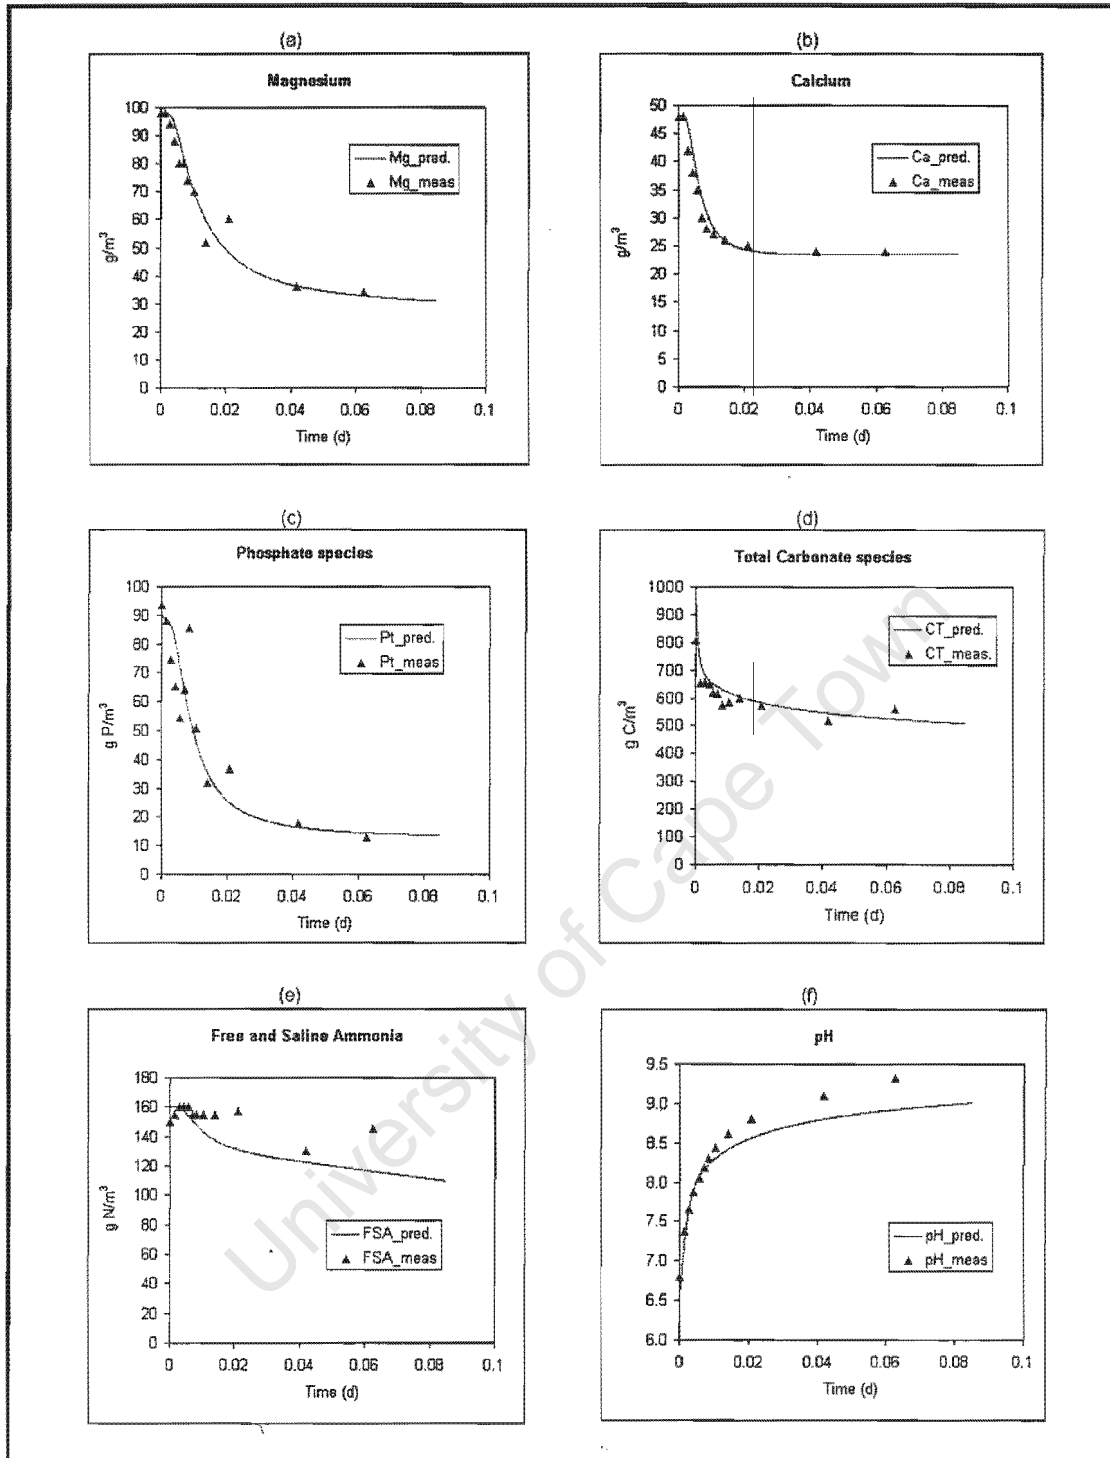 (a)
Magnesium
100
90
80
70
60
50
40
30
20
10
0
g/m³
Mg_pred.
Mg_meas
0 0.02 0.04 0.06 0.08 0.1
Time (d)
(b)
Calcium
50
45
40
35
30
25
20
15
10
5
0
g/m³
Ca_pred.
Ca_meas
0 0.02 0.04 0.06 0.08 0.1
Time (d)
(c)
Phosphate species
100
90
80
70
60
50
40
30
20
10
0
g P/m³
Pt_pred.
Pt_meas
0 0.02 0.04 0.06 0.08 0.1
Time (d)
(d)
Total Carbonate species
1000
900
800
700
600
500
400
300
200
100
0
g C/m³
CT_pred.
CT_meas.
0 0.02 0.04 0.06 0.08 0.1
Time (d)
(e)
Free and Saline Ammonia
180
160
140
120
100
80
60
40
20
0
g N/m³
FSA_pred.
FSA_meas
0 0.02 0.04 0.06 0.08 0.1
Time (d)
(f)
pH
9.5
9.0
8.5
8.0
7.5
7.0
6.5
6.0
pH_pred.
pH_meas
0 0.02 0.04 0.06 0.08 0.1
Time (d)
University of Cape Town